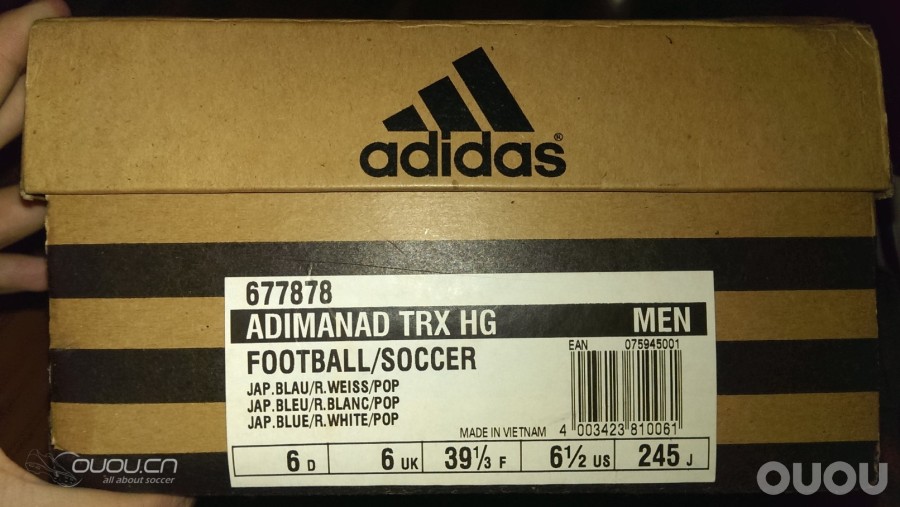 adidas®
677878
ADIMANAD TRX HG MEN
FOOTBALL/SOCCER
EAN 075945001
JAP.BLAU/R.WEISS/POP
JAP.BLEU/R.BLANC/POP
JAP.BLUE/R.WHITE/POP
MADE IN VIETNAM 4 003423 810061
6 D 6 UK 39⅓ F 6½ US 245 J
OUOU.CN
all about soccer
OUOU